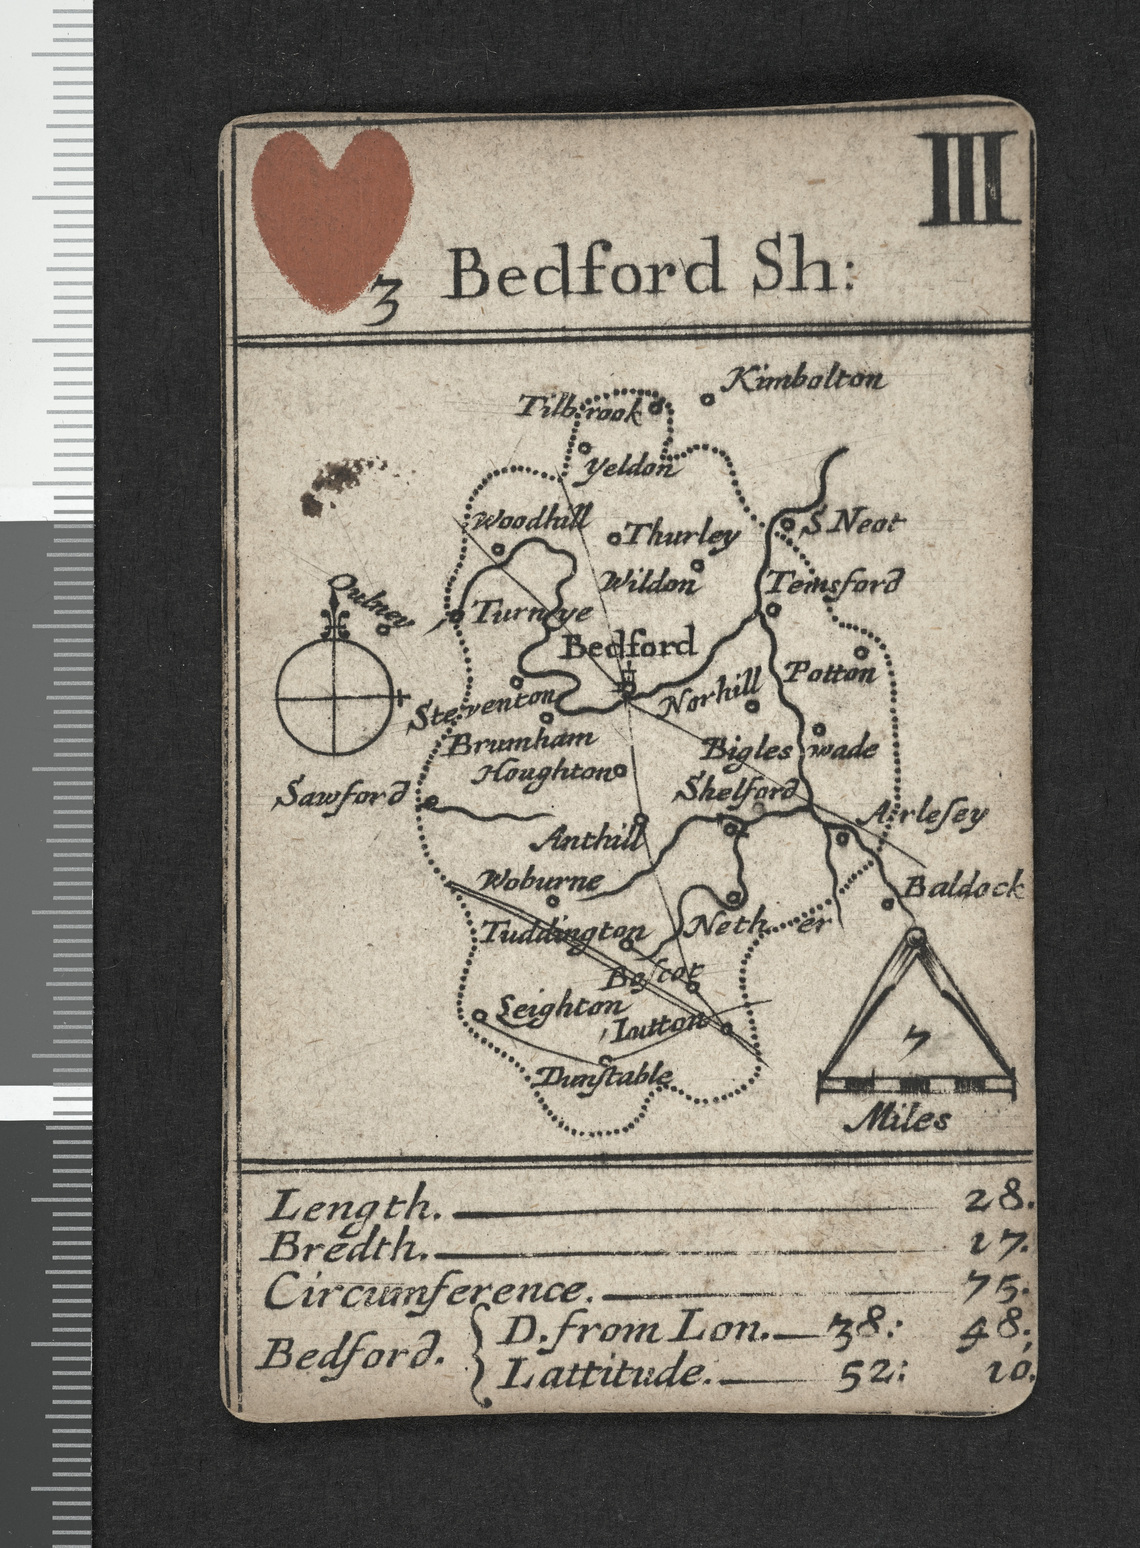 III
3 Bedford Sh:
Kimbolton
Tilbrook
Yeldon
Woodhill
S. Neot
Thurley
Wildon
Temsford
Oulney
Turneye
Bedford
Potton
Norhill
Steventon
Brumham
Bigles wade
Houghton
Shelford
Sawford
Arlesey
Anthill
Woburne
Baldock
Tuddington
Neth er
Bescot
Leighton
Lutton
Dunstable
7
Miles
Length. 28.
Bredth. 17.
Circumference. 75.
Bedford. { D. from Lon. 38: 48.
Lattitude. 52: 10.